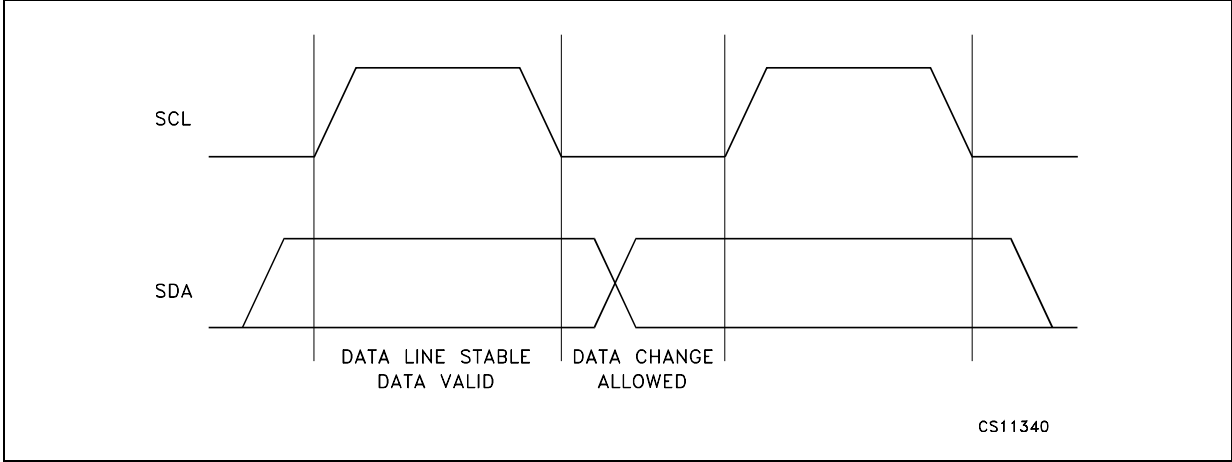 SCL
SDA
DATA LINE STABLE
DATA VALID
DATA CHANGE
ALLOWED
CS11340